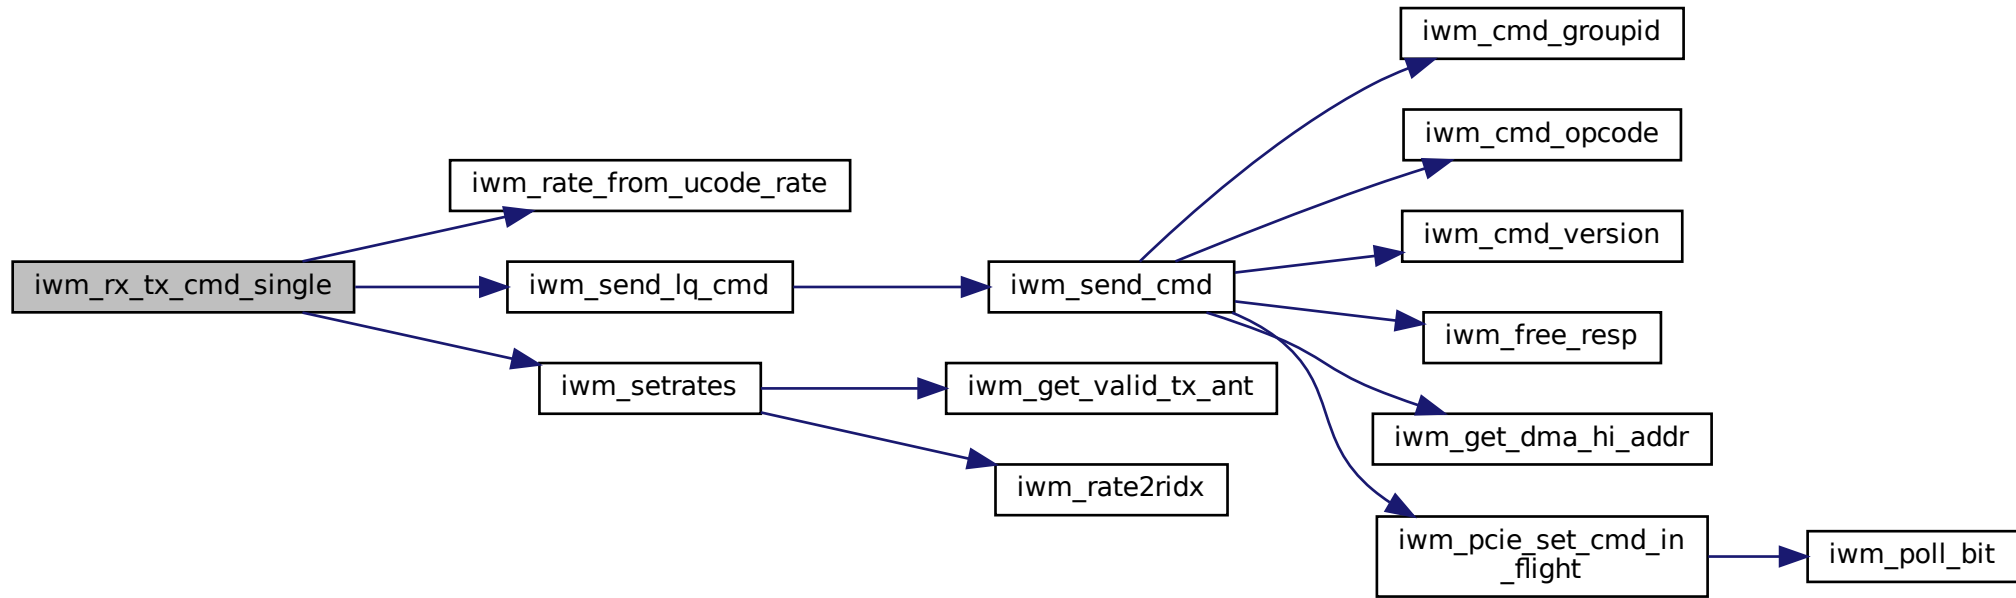 iwm_rx_tx_cmd_single
iwm_rate_from_ucode_rate
iwm_send_lq_cmd
iwm_setrates
iwm_send_cmd
iwm_get_valid_tx_ant
iwm_rate2ridx
iwm_cmd_groupid
iwm_cmd_opcode
iwm_cmd_version
iwm_free_resp
iwm_get_dma_hi_addr
iwm_pcie_set_cmd_in
_flight
iwm_poll_bit